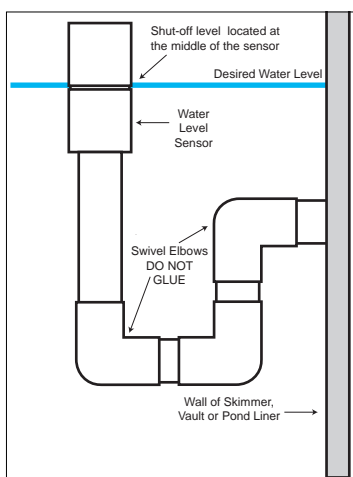 Shut-off level located at
the middle of the sensor
Desired Water Level
Water
Level
Sensor
Swivel Elbows
DO NOT
GLUE
Wall of Skimmer,
Vault or Pond Liner